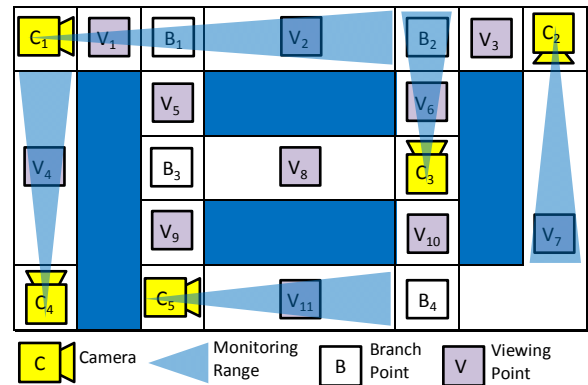 C1 V1 B1 V2 B2 V3 C2
V5 V6
V4 B3 V8 C3
V9 V10 V7
C4 C5 V11 B4
C Camera Monitoring Range B Branch Point V Viewing Point